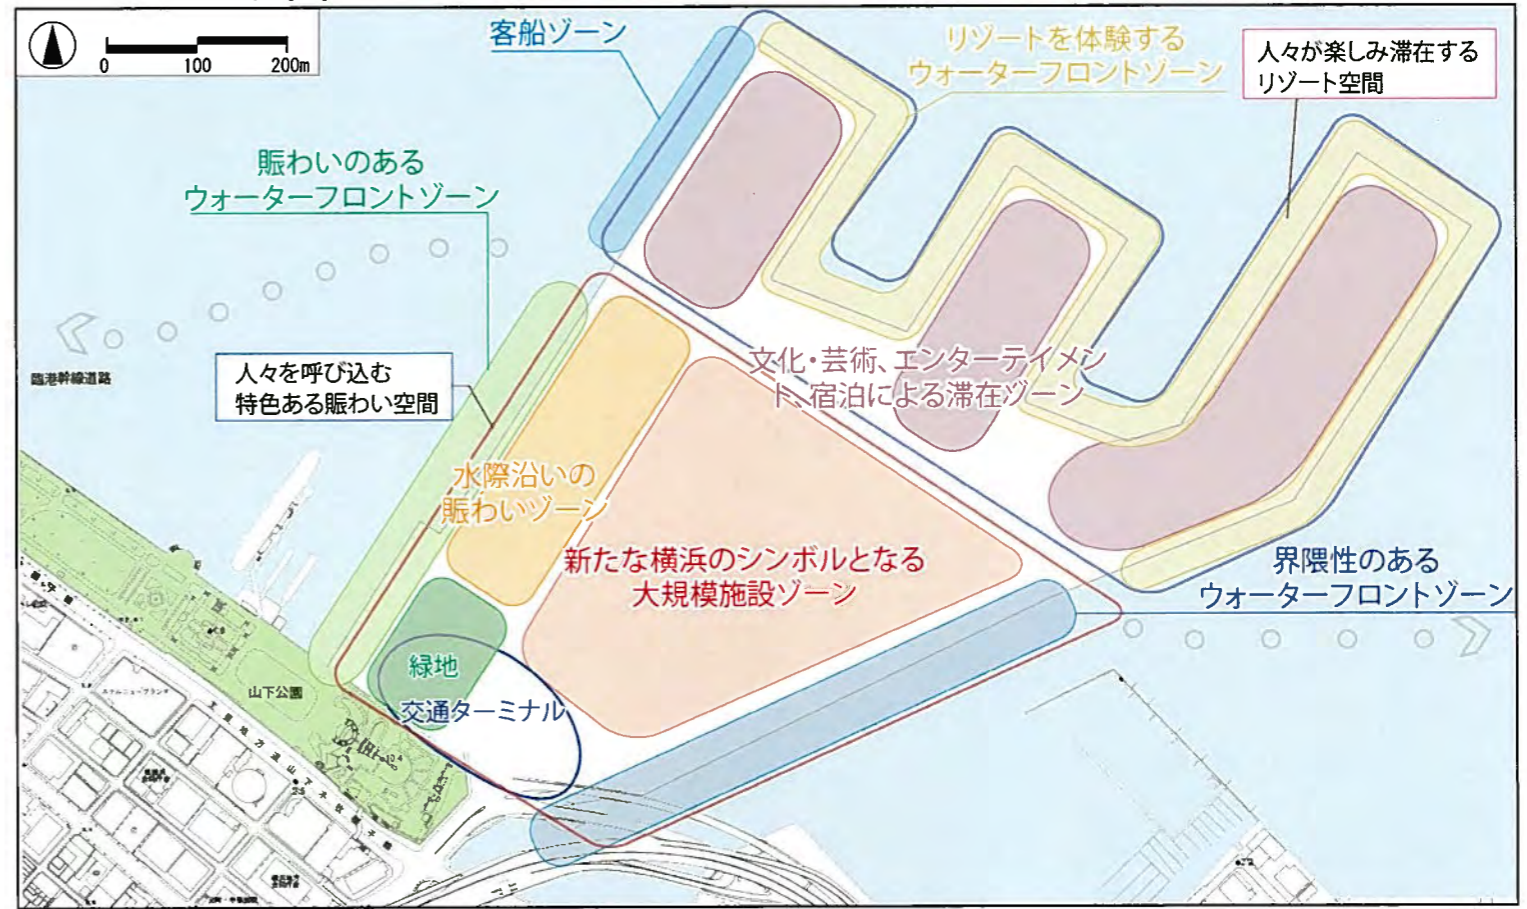 0 100 200m
客船ゾーン
リゾートを体験する
ウォーターフロントゾーン
人々が楽しみ滞在する
リゾート空間
賑わいのある
ウォーターフロントゾーン
臨港幹線道路
人々を呼び込む
特色ある賑わい空間
文化・芸術、エンターテイメン
ト、宿泊による滞在ゾーン
水際沿いの
賑わいゾーン
新たな横浜のシンボルとなる
大規模施設ゾーン
界隈性のある
ウォーターフロントゾーン
緑地
交通ターミナル
山下公園